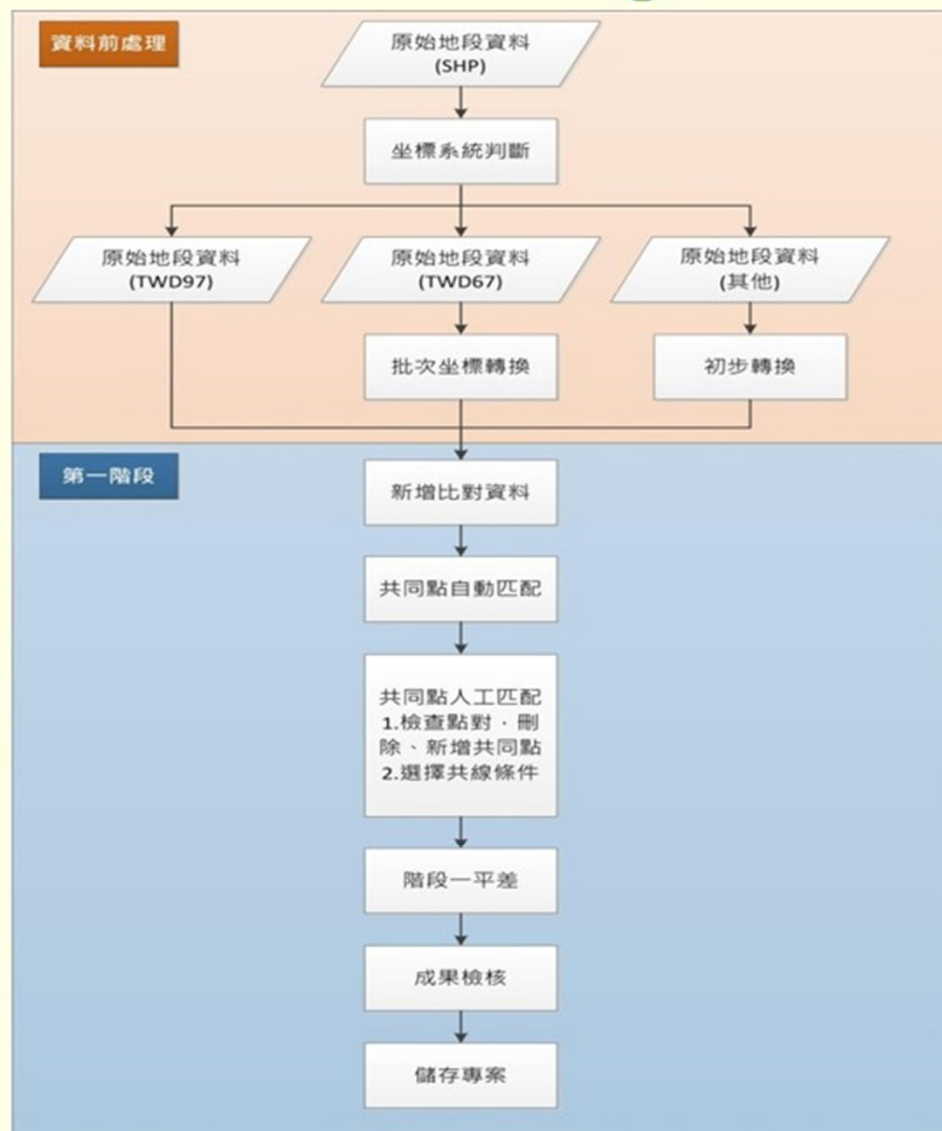 資料前處理
原始地段資料
(SHP)
坐標系統判斷
原始地段資料
(TWD97)
原始地段資料
(TWD67)
原始地段資料
(其他)
批次坐標轉換
初步轉換
第一階段
新增比對資料
共同點自動匹配
共同點人工匹配
1.檢查點對，刪
除、新增共同點
2.選擇共線條件
階段一平差
成果檢核
儲存專案